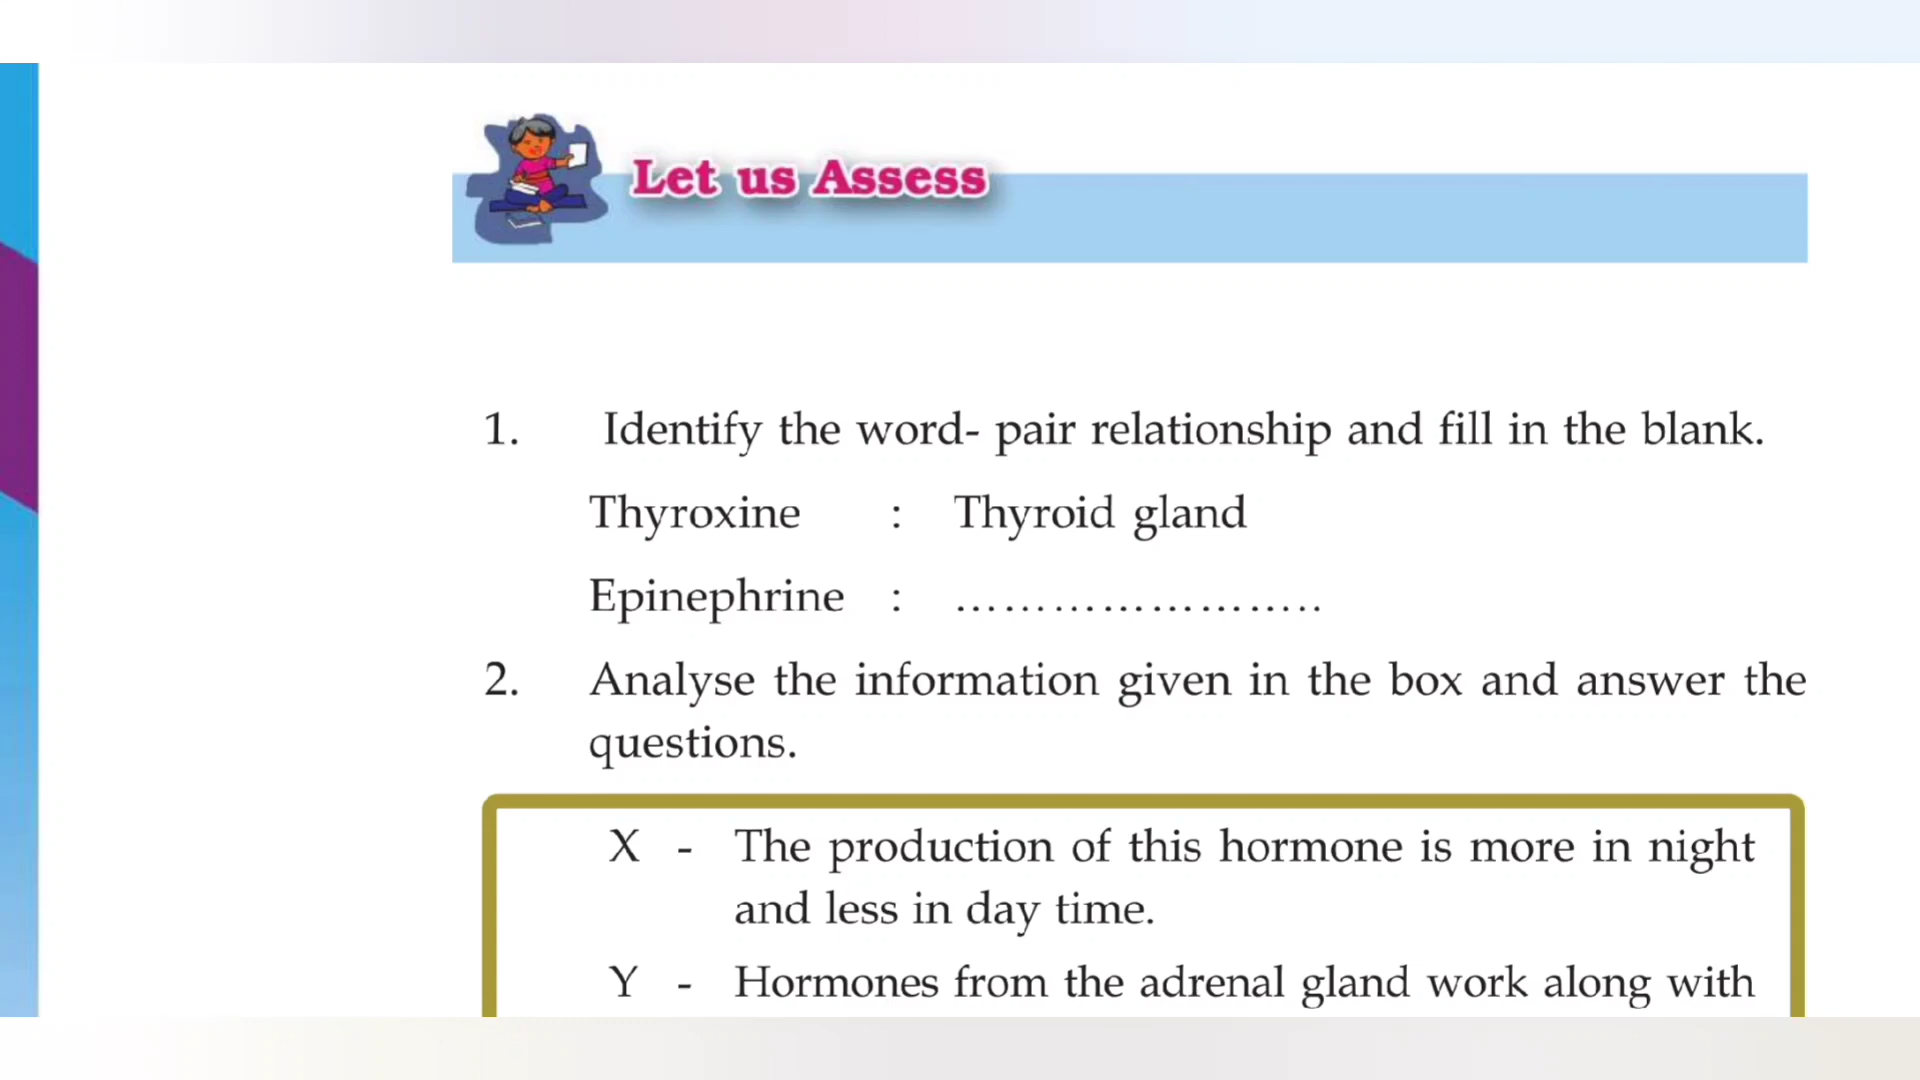 Let us Assess
1. Identify the word- pair relationship and fill in the blank.
Thyroxine : Thyroid gland
Epinephrine : .......................
2. Analyse the information given in the box and answer the
questions.
X - The production of this hormone is more in night
and less in day time.
Y - Hormones from the adrenal gland work along with